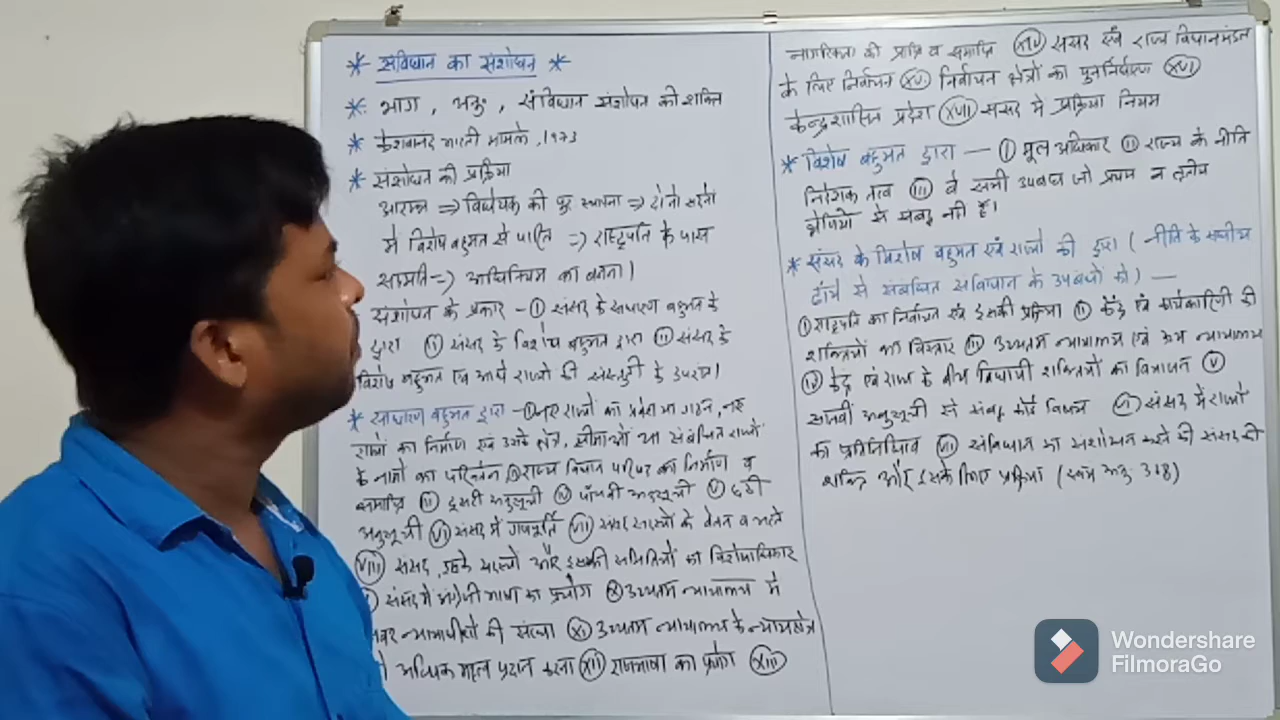 * संविधान का संशोधन *
* भाग, अनु॰, संविधान संशोधन की शक्ति
* केशवानंद भारती मामले, 1973
* संशोधन की प्रक्रिया
आरम्भ => विधेयक की पुर स्थापना => दोनो सदनो
में विशेष बहुमत से पारित => राष्ट्रपति के पास
सहमति => अधिनियम का बनना।
संशोधन के प्रकार - (I) संसद के साधारण बहुमत के
द्वारा (II) संसद के विशेष बहुमत द्वारा (II) संसद के
विशेष बहुमत एवं आधे राज्यों की संस्तुती के उपरांत।
* साधारण बहुमत द्वारा - (I) नए राज्यों का प्रवेश या गठन, नए
राज्यों का निर्माण एवं उनके क्षेत्र, सीमाओं या संबंधित राज्यों
के नामों का परिवर्तन (II) राज्य विधान परिषद का निर्माण व
समाप्ति (III) दूसरी अनुसूची (IV) पाँचवी अनुसूची (V) छठी
अनुसूची (VI) संसद में गणपूर्ति (VII) संसद सदस्यों के वेतन व भत्ते
(VIII) संसद, इसके सदस्यों और इसकी समितियों को विशेषाधिकार
संसद में अंग्रेजी भाषा का प्रयोग (X) उच्चतम न्यायालय में
न्यायाधीशों की संख्या (XI) उच्चतम न्यायालय के न्यायक्षेत्र
अधिक महत्व प्रदान करना (XII) राजभाषा का प्रयोग (XIII)
नागरिकता की प्राप्ति व समाप्ति (XIV) संसद एवं राज्य विधानमंडल
के लिए निर्वाचन (XV) निर्वाचन क्षेत्रों का पुनर्निर्धारण (XVI)
केन्द्रशासित प्रदेश (XVII) संसद में प्रक्रिया नियम
* विशेष बहुमत द्वारा — (I) मूल अधिकार (II) राज्य के नीति
निदेशक तत्व (III) वे सभी उपबंध जो प्रथम व तृतीय
श्रेणियो से संबद्ध नहीं हैं।
* संसद के विशेष बहुमत एवं राज्यों की द्वारा ( नीति के संघीय
ढाँचे से संबंधित संविधान के उपबंधो को ) —
(I) राष्ट्रपति का निर्वाचन एवं इसकी प्रक्रिया (II) केंद्र एवं कार्यकारिणी की
शक्तियों का विस्तार (III) उच्चतम न्यायालय एवं उच्च न्यायालय
(IV) केंद्र एवं राज्य के बीच विधायी शक्तियों का विभाजन (V)
सातवीं अनुसूची से संबद्ध कोई विषय (VI) संसद में राज्यों
का प्रतिनिधित्व (VII) संविधान का संशोधन करने की संसद की
शक्ति और इसके लिए प्रक्रिया (स्वयं अनु॰ 368)
Wondershare
FilmoraGo